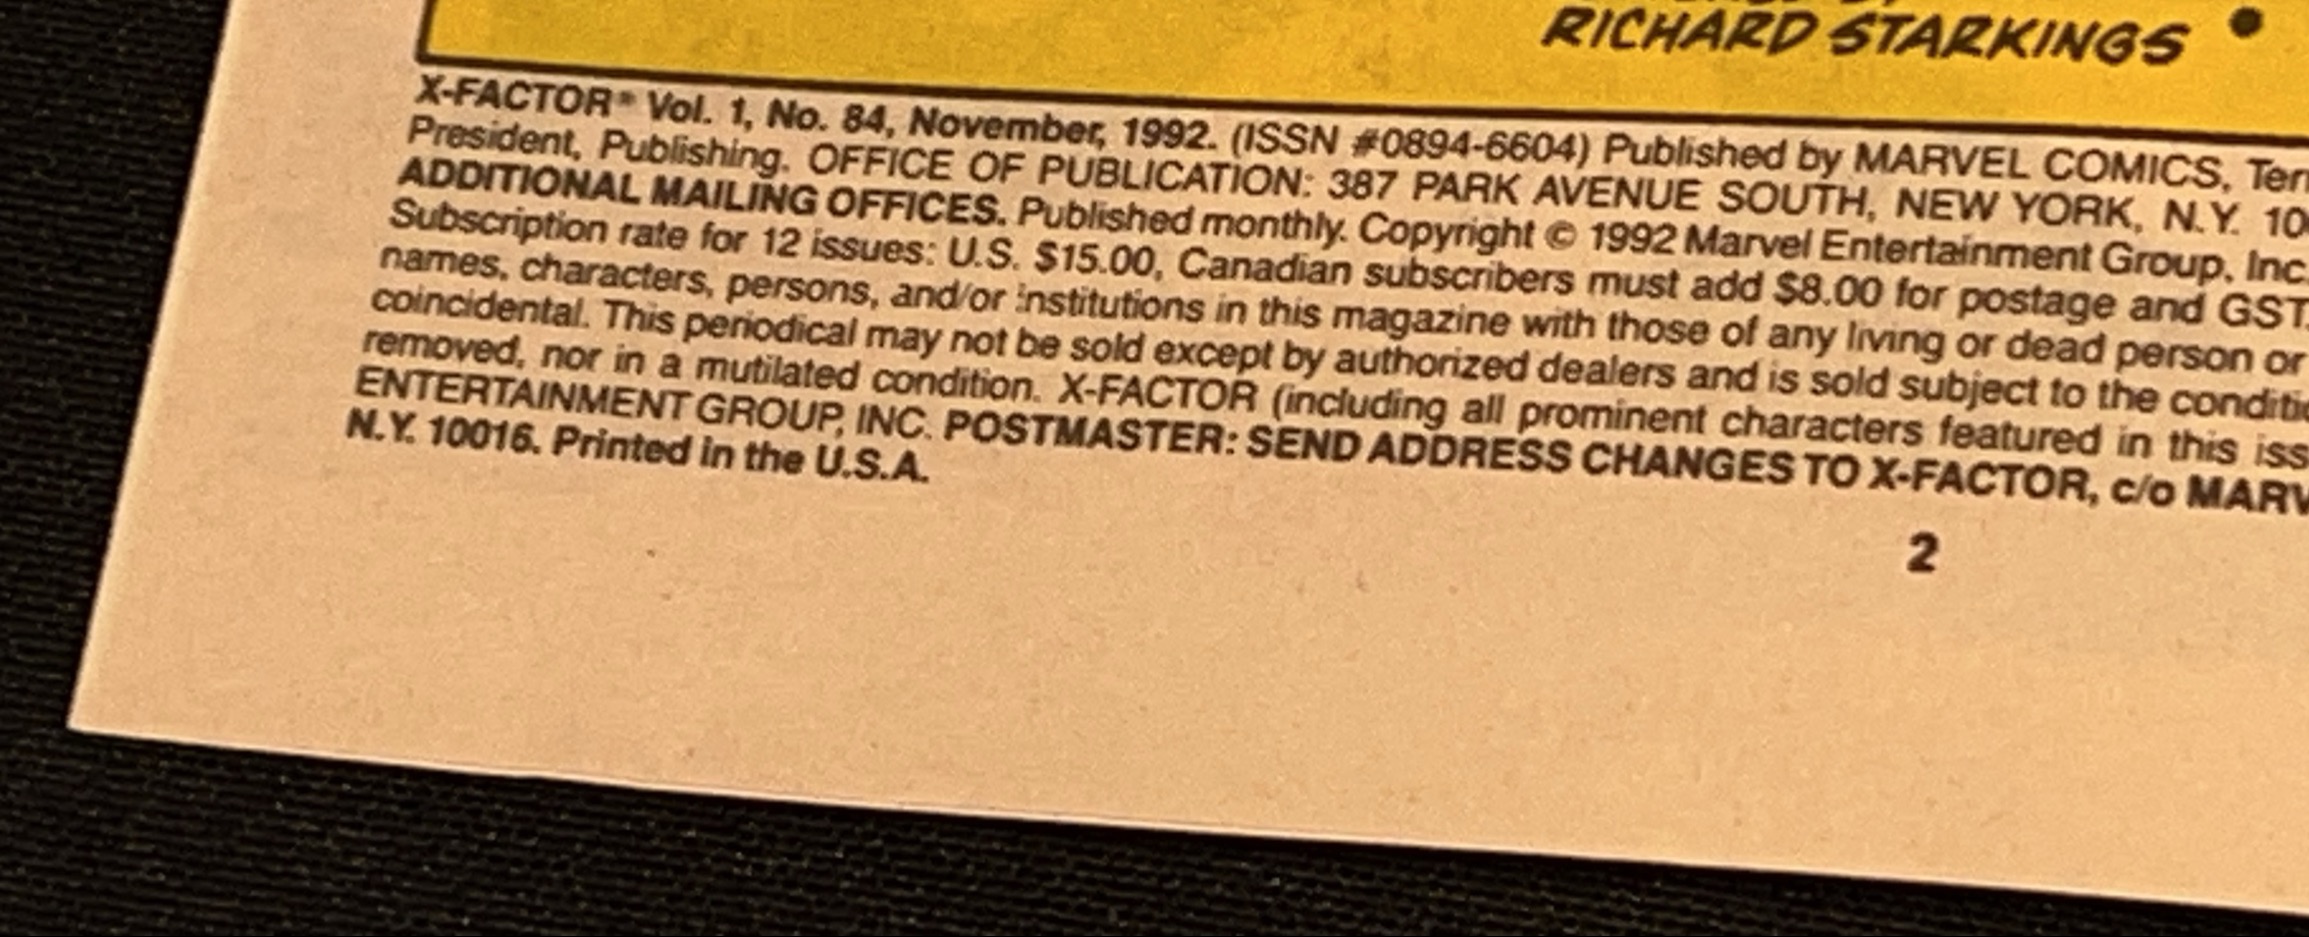 RICHARD STARKINGS •
X-FACTOR® Vol. 1, No. 84, November, 1992. (ISSN #0894-6604) Published by MARVEL COMICS,
President, Publishing. OFFICE OF PUBLICATION: 387 PARK AVENUE SOUTH, NEW YORK, N.Y.
ADDITIONAL MAILING OFFICES. Published monthly. Copyright © 1992 Marvel Entertainment Group, Inc.
Subscription rate for 12 issues: U.S. $15.00, Canadian subscribers must add $8.00 for postage and GST.
names, characters, persons, and/or institutions in this magazine with those of any living or dead person or
coincidental. This periodical may not be sold except by authorized dealers and is sold subject to the
removed, nor in a mutilated condition. X-FACTOR (including all prominent characters featured in this
ENTERTAINMENT GROUP, INC. POSTMASTER: SEND ADDRESS CHANGES TO X-FACTOR, c/o
N.Y. 10016. Printed in the U.S.A.
2